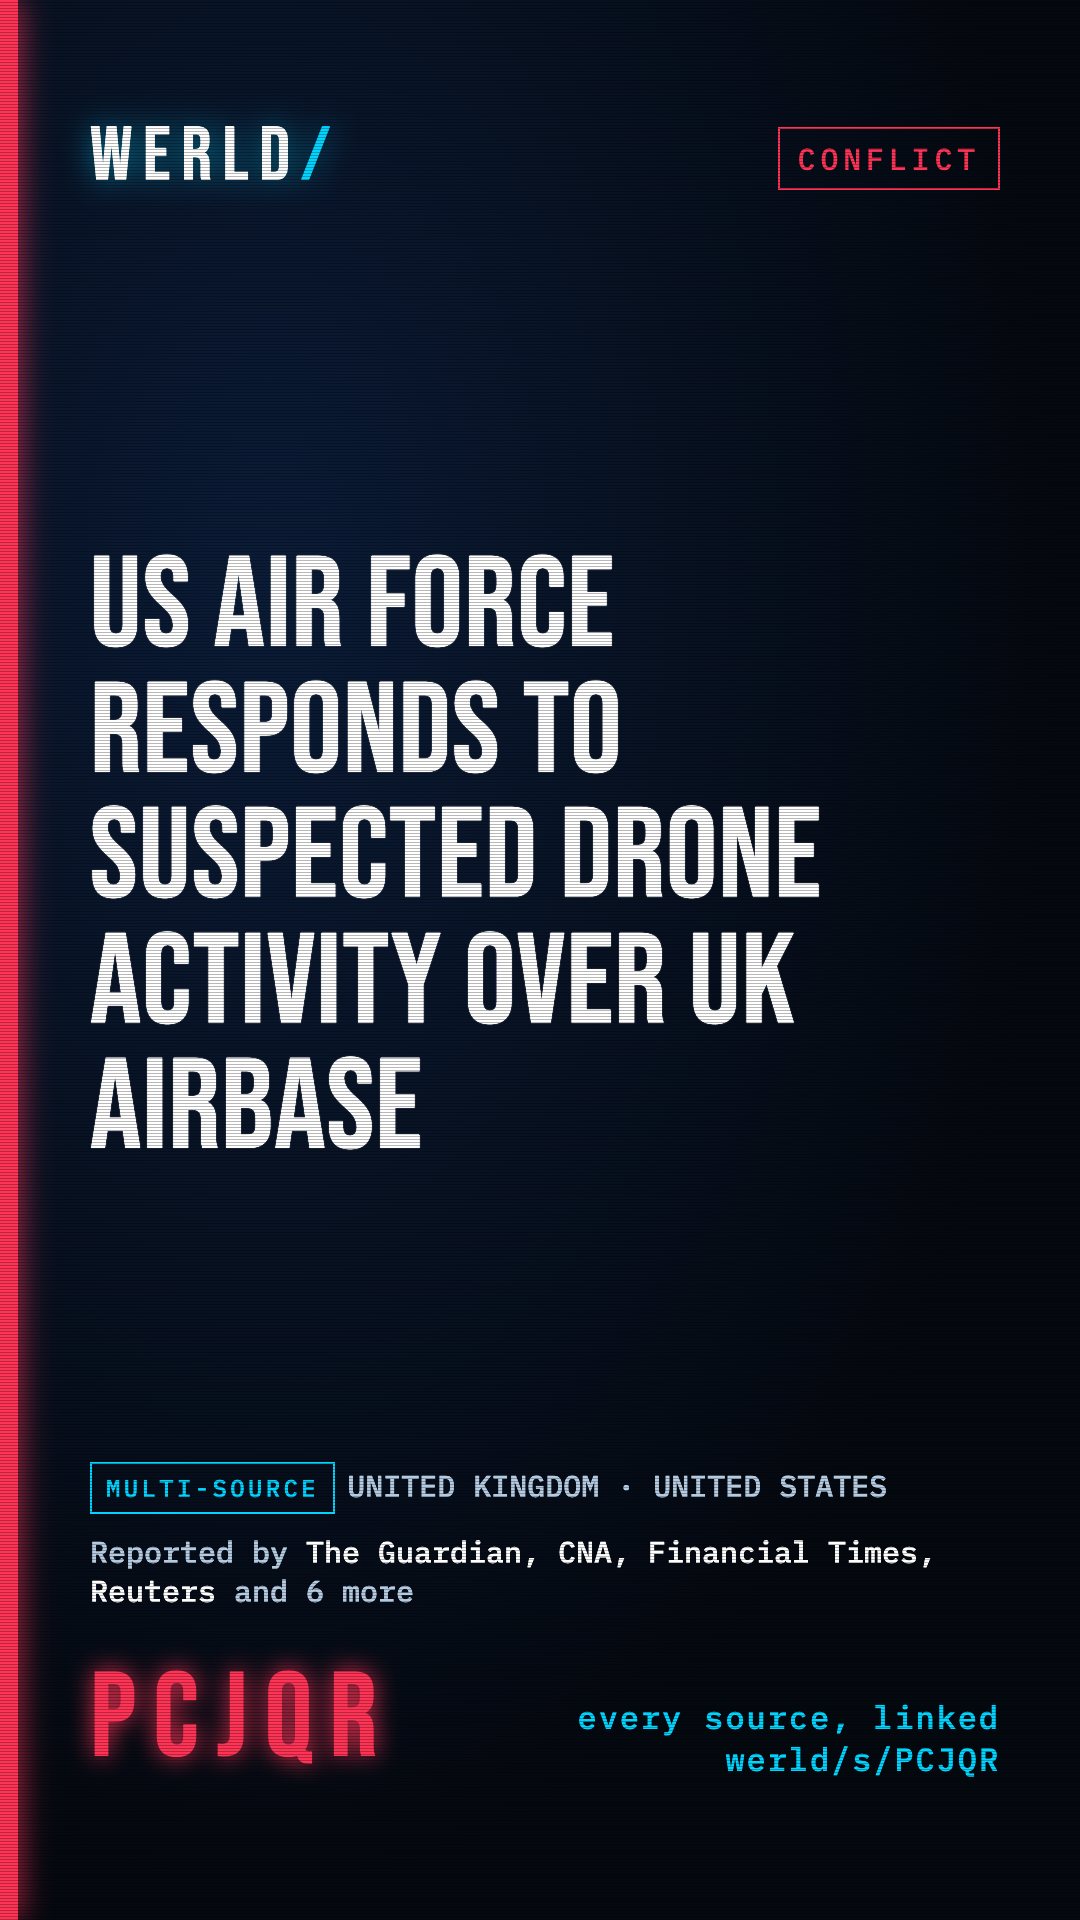 WERLD/
CONFLICT
US AIR FORCE
RESPONDS TO
SUSPECTED DRONE
ACTIVITY OVER UK
AIRBASE
MULTI-SOURCE UNITED KINGDOM · UNITED STATES
Reported by The Guardian, CNA, Financial Times,
Reuters and 6 more
PCJQR
every source, linked
werld/s/PCJQR